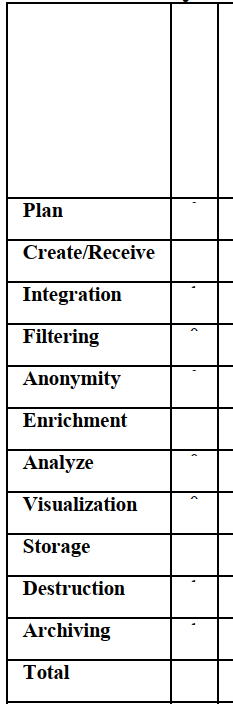 Plan
Create/Receive
Integration
Filtering
Anonymity
Enrichment
Analyze
Visualization
Storage
Destruction
Archiving
Total